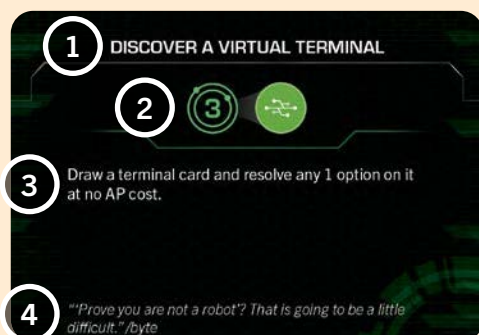 1 DISCOVER A VIRTUAL TERMINAL
2 3
3 Draw a terminal card and resolve any 1 option on it
at no AP cost.
4 "'Prove you are not a robot'? That is going to be a little
difficult."/byte